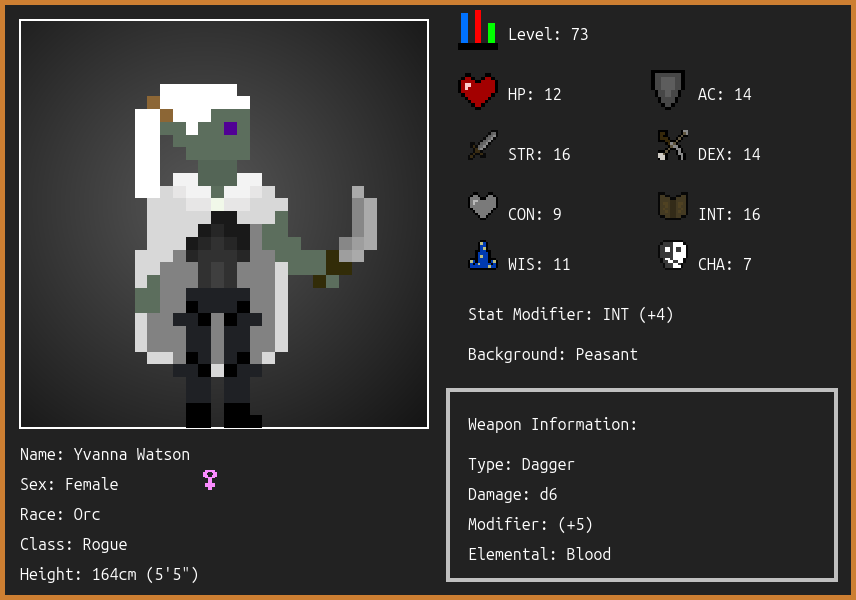 Level: 73
HP: 12
AC: 14
STR: 16
DEX: 14
CON: 9
INT: 16
WIS: 11
CHA: 7
Stat Modifier: INT (+4)
Background: Peasant
Weapon Information:
Type: Dagger
Damage: d6
Modifier: (+5)
Elemental: Blood
Name: Yvanna Watson
Sex: Female
Race: Orc
Class: Rogue
Height: 164cm (5'5")